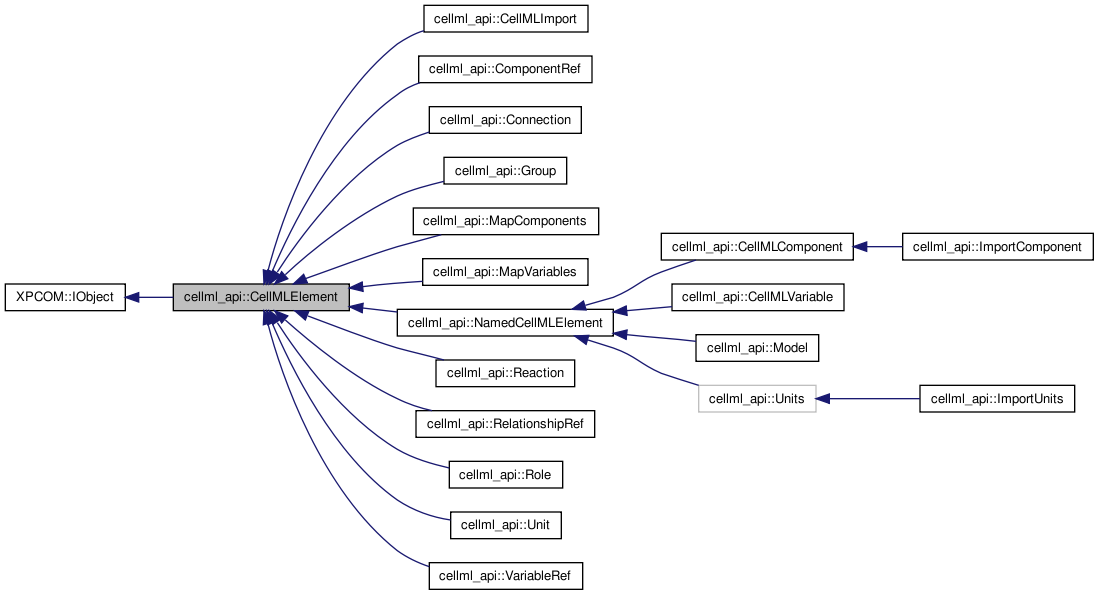 cellml_api::CellMLImport
cellml_api::ComponentRef
cellml_api::Connection
cellml_api::Group
cellml_api::MapComponents
cellml_api::CellMLComponent
cellml_api::ImportComponent
cellml_api::MapVariables
XPCOM::IObject
cellml_api::CellMLElement
cellml_api::CellMLVariable
cellml_api::NamedCellMLElement
cellml_api::Model
cellml_api::Reaction
cellml_api::Units
cellml_api::ImportUnits
cellml_api::RelationshipRef
cellml_api::Role
cellml_api::Unit
cellml_api::VariableRef